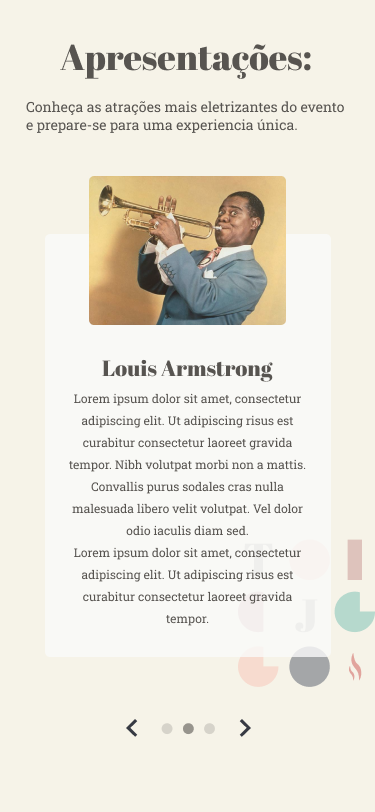 Apresentações:
Conheça as atrações mais eletrizantes do evento
e prepare-se para uma experiencia única.
Louis Armstrong
Lorem ipsum dolor sit amet, consectetur
adipiscing elit. Ut adipiscing risus est
curabitur consectetur laoreet gravida
tempor. Nibh volutpat morbi non a mattis.
Convallis purus sodales cras nulla
malesuada libero velit volutpat. Vel dolor
odio iaculis diam sed.
Lorem ipsum dolor sit amet, consectetur
adipiscing elit. Ut adipiscing risus est
curabitur consectetur laoreet gravida
tempor.
J